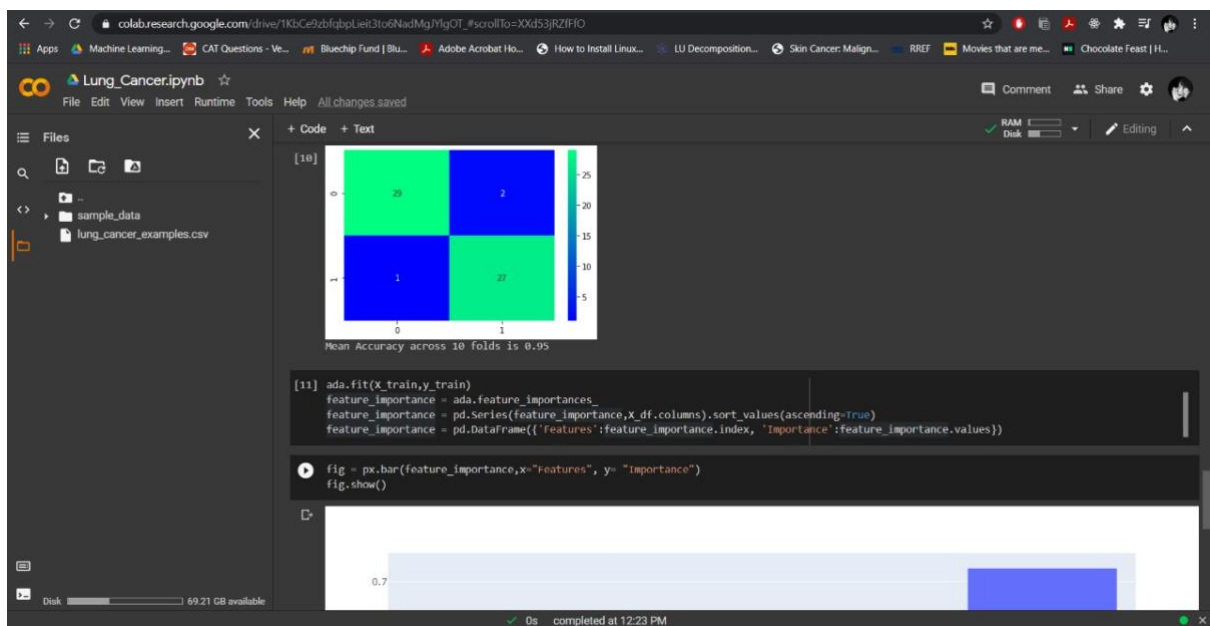 colab.research.google.com/drive/1KbCe9zbfqbpLieit3to6NadMgJYlgOT_#scrollTo=XXd53jRZfFfO
Apps Machine Learning... CAT Questions - Ve... Bluechip Fund | Blu... Adobe Acrobat Ho... How to Install Linux... LU Decomposition... Skin Cancer: Malign... RREF Movies that are me... Chocolate Feast | H...
CO Lung_Cancer.ipynb
Comment Share
File Edit View Insert Runtime Tools Help All changes saved
Files
+ Code + Text
RAM
Disk
Editing
..
sample_data
lung_cancer_examples.csv
[10]
0
29 2
1
1 27
0 1
25
20
15
10
5
Mean Accuracy across 10 folds is 0.95
[11] ada.fit(X_train,y_train)
feature_importance = ada.feature_importances_
feature_importance = pd.Series(feature_importance,X_df.columns).sort_values(ascending=True)
feature_importance = pd.DataFrame({'Features':feature_importance.index, 'Importance':feature_importance.values})
fig = px.bar(feature_importance,x="Features", y= "Importance")
fig.show()
0.7
Disk 69.21 GB available
0s completed at 12:23 PM